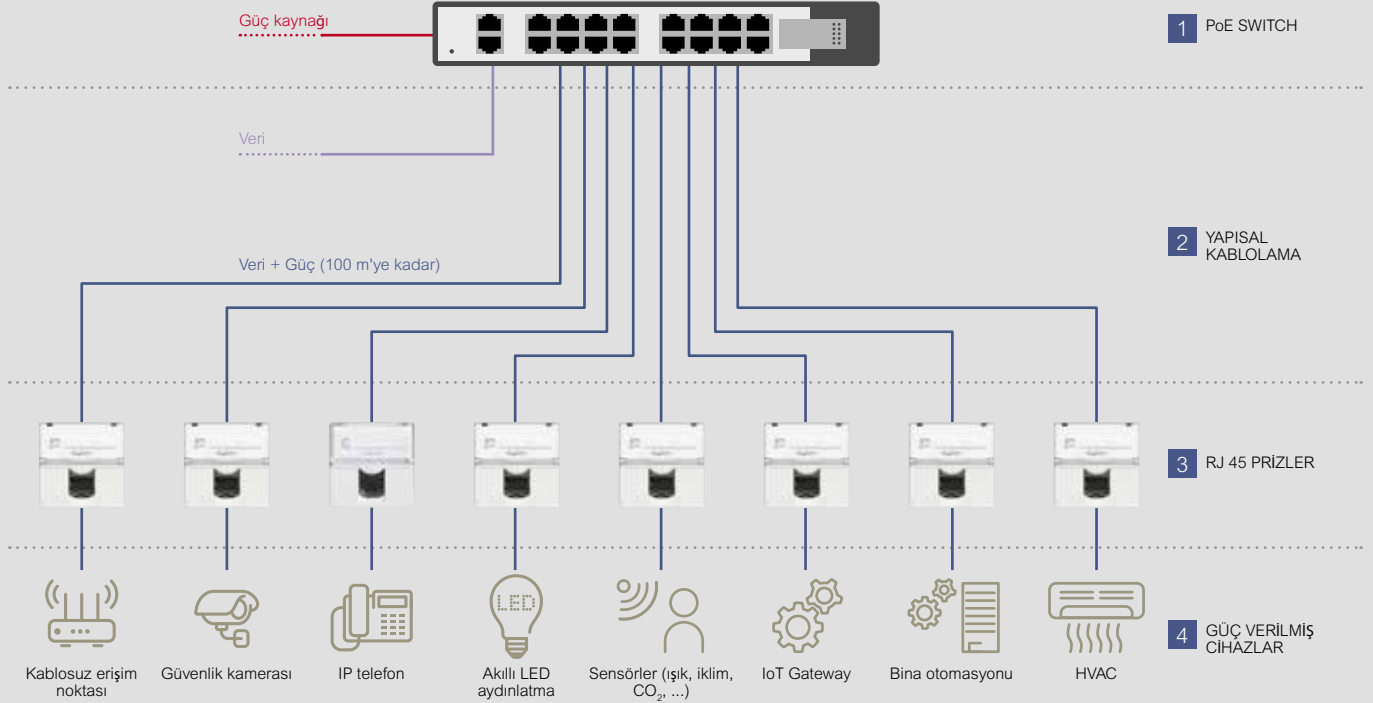 Güç kaynağı
1 PoE SWITCH
Veri
2 YAPISAL
KABLOLAMA
Veri + Güç (100 m'ye kadar)
3 RJ 45 PRİZLER
LED
4 GÜÇ VERİLMİŞ
CİHAZLAR
Kablosuz erişim
noktası
Güvenlik kamerası
IP telefon
Akıllı LED
aydınlatma
Sensörler (ışık, iklim,
CO₂, ...)
IoT Gateway
Bina otomasyonu
HVAC